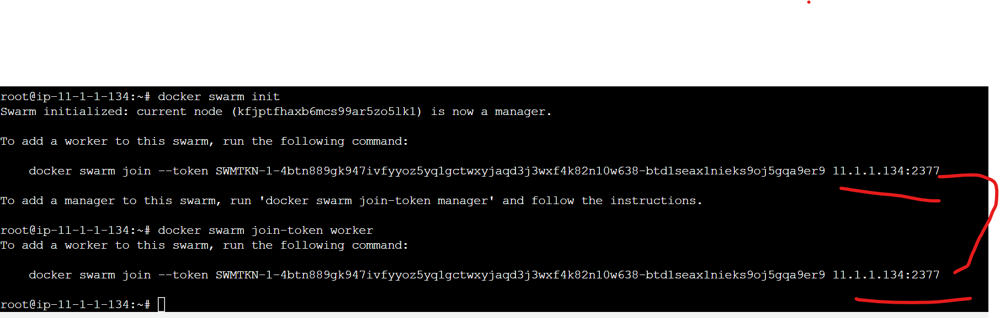 root@ip-11-1-1-134:~# docker swarm init
Swarm initialized: current node (kfjptfhaxb6mcs99ar5zo5lk1) is now a manager.
To add a worker to this swarm, run the following command:
docker swarm join --token SWMTKN-1-4btn889gk947ivfyyoz5yq1gctwxyjaqd3j3wxf4k82n10w638-btd1seax1nieks9oj5gqa9er9 11.1.1.134:2377
To add a manager to this swarm, run 'docker swarm join-token manager' and follow the instructions.
root@ip-11-1-1-134:~# docker swarm join-token worker
To add a worker to this swarm, run the following command:
docker swarm join --token SWMTKN-1-4btn889gk947ivfyyoz5yq1gctwxyjaqd3j3wxf4k82n10w638-btd1seax1nieks9oj5gqa9er9 11.1.1.134:2377
root@ip-11-1-1-134:~#